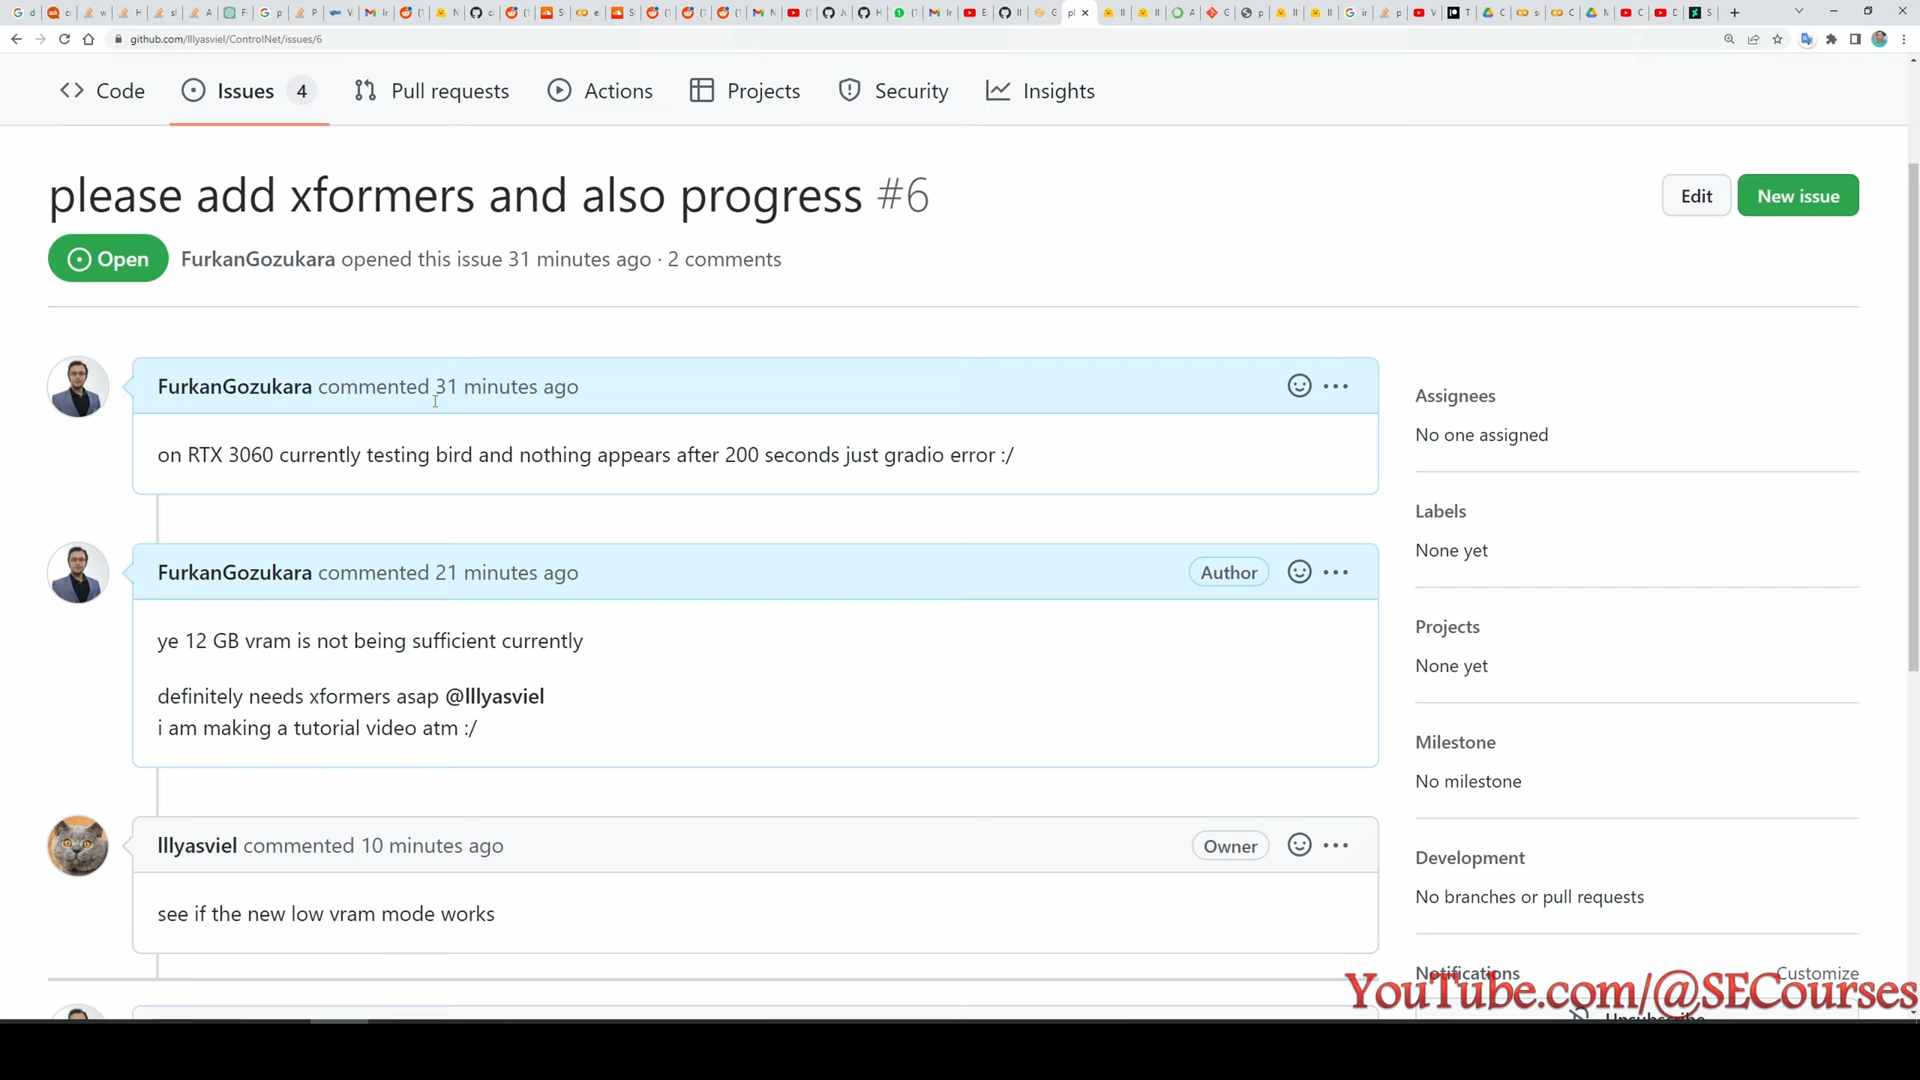 github.com/lllyasviel/ControlNet/issues/6
Code
Issues 4
Pull requests
Actions
Projects
Security
Insights
please add xformers and also progress #6
Edit
New issue
Open
FurkanGozukara opened this issue 31 minutes ago · 2 comments
FurkanGozukara commented 31 minutes ago
on RTX 3060 currently testing bird and nothing appears after 200 seconds just gradio error :/
FurkanGozukara commented 21 minutes ago
Author
ye 12 GB vram is not being sufficient currently
definitely needs xformers asap @lllyasviel
i am making a tutorial video atm :/
lllyasviel commented 10 minutes ago
Owner
see if the new low vram mode works
Assignees
No one assigned
Labels
None yet
Projects
None yet
Milestone
No milestone
Development
No branches or pull requests
Notifications
Customize
YouTube.com/@SECourses
Unsubscribe